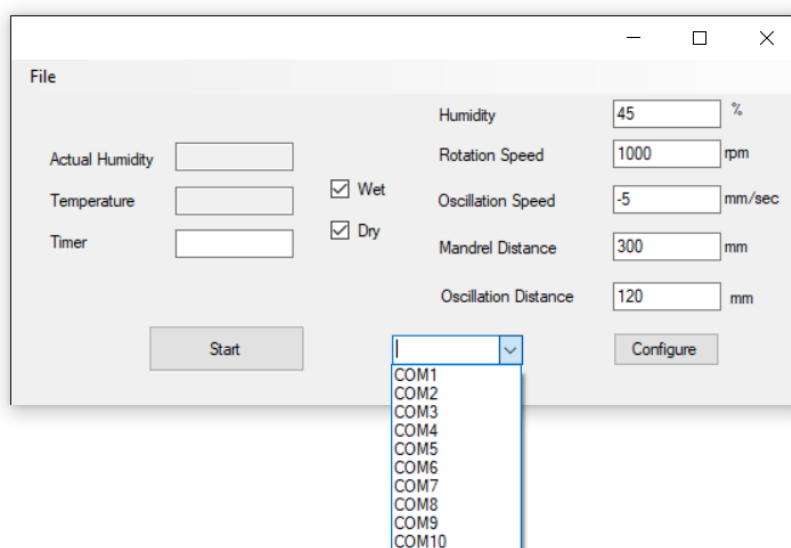 File
Actual Humidity
Temperature
Timer
Wet
Dry
Humidity 45 %
Rotation Speed 1000 rpm
Oscillation Speed -5 mm/sec
Mandrel Distance 300 mm
Oscillation Distance 120 mm
Start
Configure
COM1
COM2
COM3
COM4
COM5
COM6
COM7
COM8
COM9
COM10